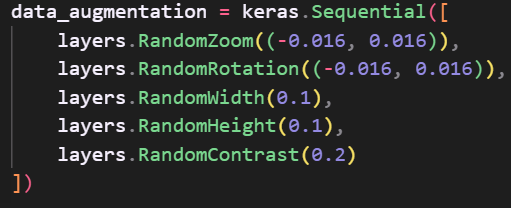 data_augmentation = keras.Sequential([
    layers.RandomZoom((-0.016, 0.016)),
    layers.RandomRotation((-0.016, 0.016)),
    layers.RandomWidth(0.1),
    layers.RandomHeight(0.1),
    layers.RandomContrast(0.2)
])